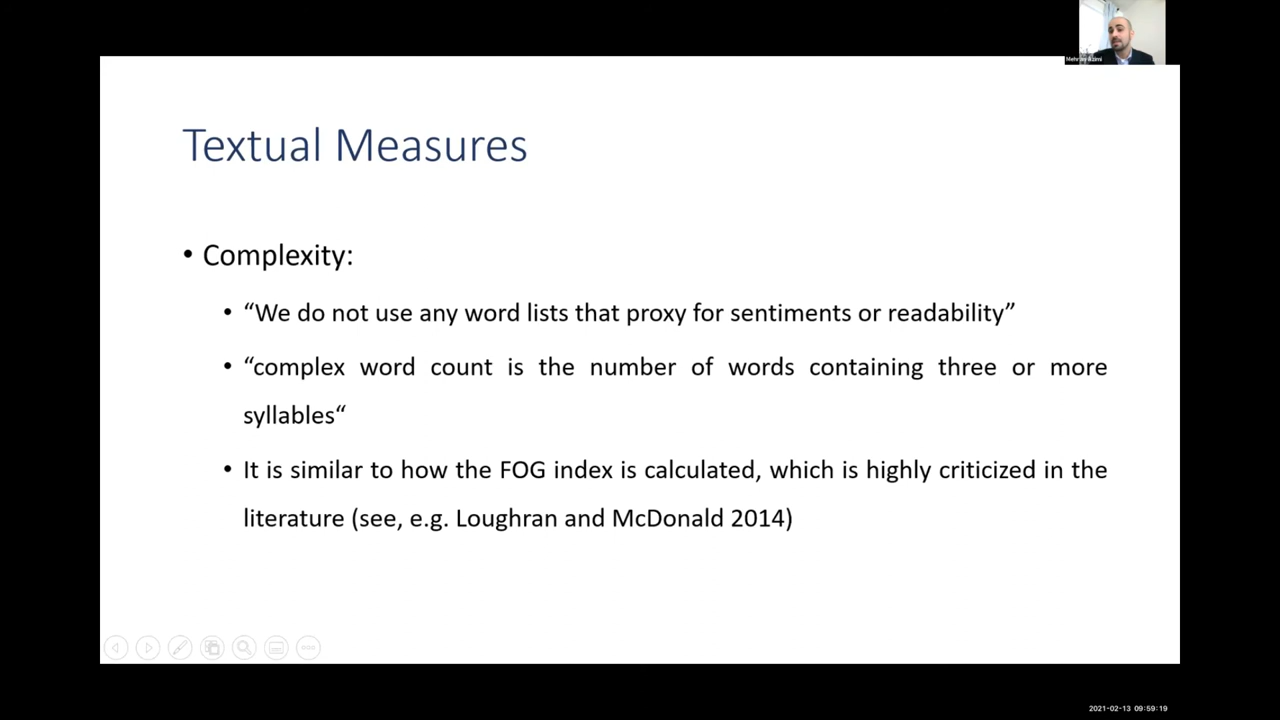 Textual Measures
• Complexity:
• “We do not use any word lists that proxy for sentiments or readability”
• “complex word count is the number of words containing three or more
syllables“
• It is similar to how the FOG index is calculated, which is highly criticized in the
literature (see, e.g. Loughran and McDonald 2014)
2021-02-13 09:59:19